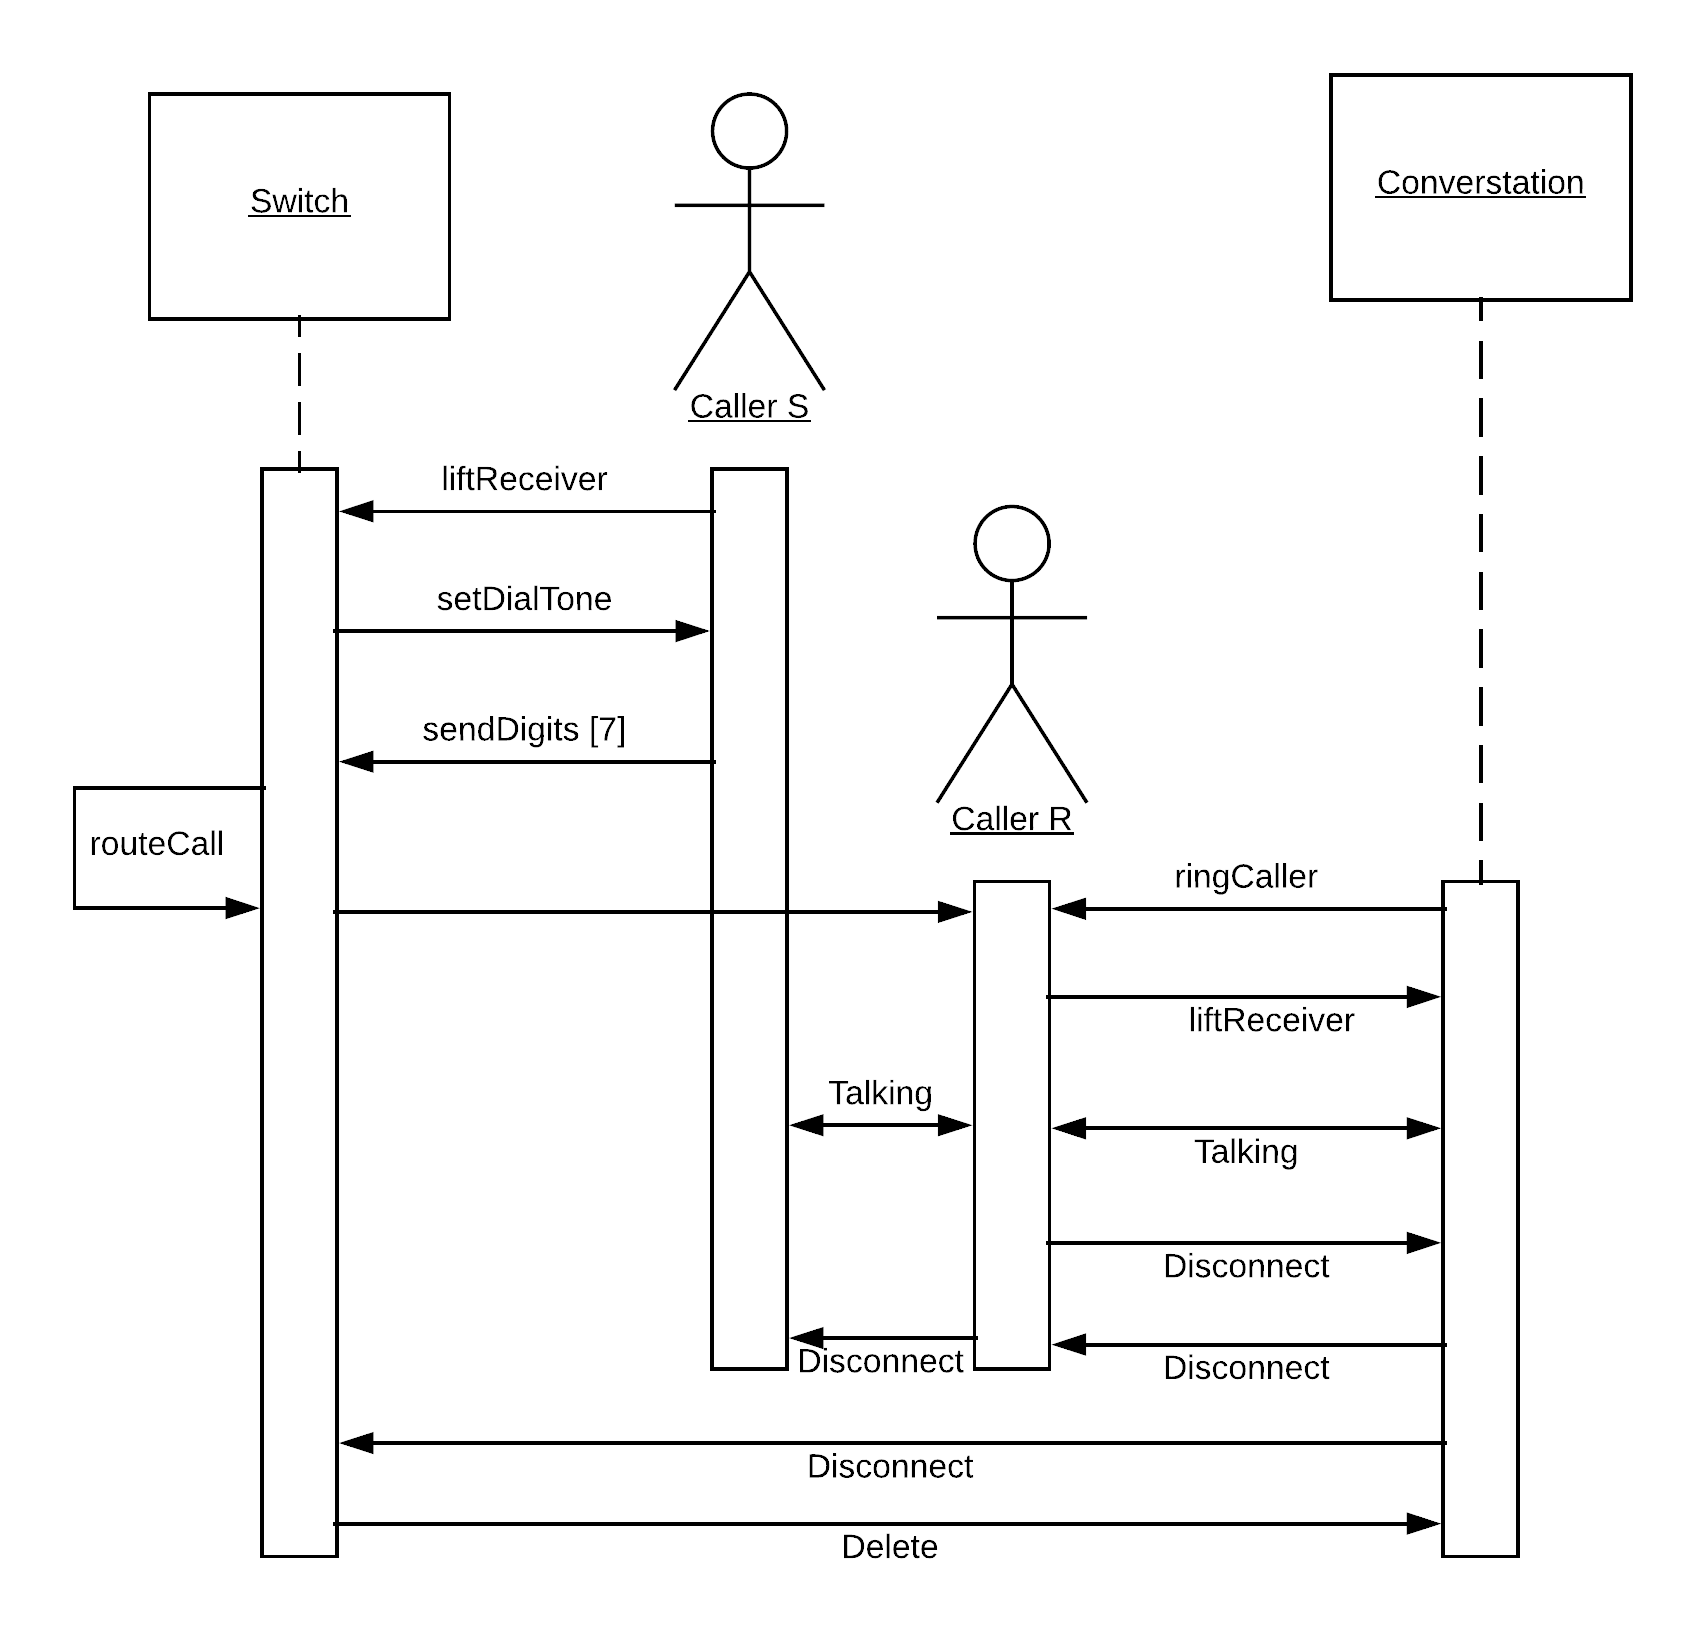 Switch
Converstation
Caller S
liftReceiver
setDialTone
sendDigits [7]
Caller R
routeCall
ringCaller
liftReceiver
Talking
Talking
Disconnect
Disconnect
Disconnect
Disconnect
Delete